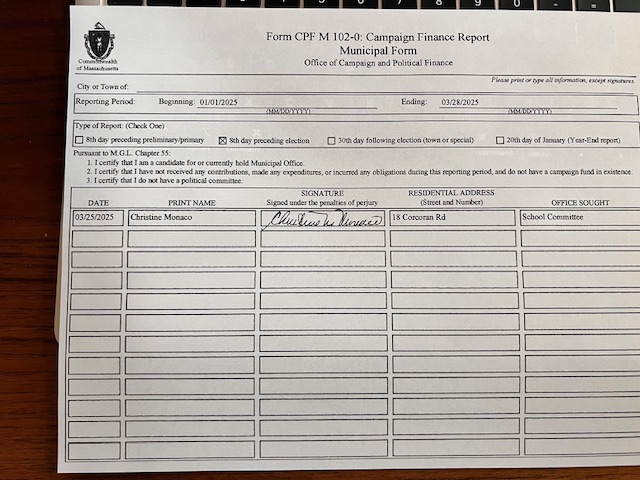 Form CPF M 102-0: Campaign Finance Report
Municipal Form
Office of Campaign and Political Finance
Commonwealth
of Massachusetts
Please print or type all information, except signatures.
City or Town of:
Reporting Period: Beginning: 01/01/2025 Ending: 03/28/2025
(MM/DD/YYYY) (MM/DD/YYYY)
Type of Report: (Check One)
8th day preceding preliminary/primary 8th day preceding election 30th day following election (town or special) 20th day of January (Year-End report)
Pursuant to M.G.L. Chapter 55:
1. I certify that I am a candidate for or currently hold Municipal Office.
2. I certify that I have not received any contributions, made any expenditures, or incurred any obligations during this reporting period, and do not have a campaign fund in existence.
3. I certify that I do not have a political committee.
DATE PRINT NAME SIGNATURE RESIDENTIAL ADDRESS OFFICE SOUGHT
Signed under the penalties of perjury (Street and Number)
03/25/2025 Christine Monaco Christine M Monaco 18 Corcoran Rd School Committee